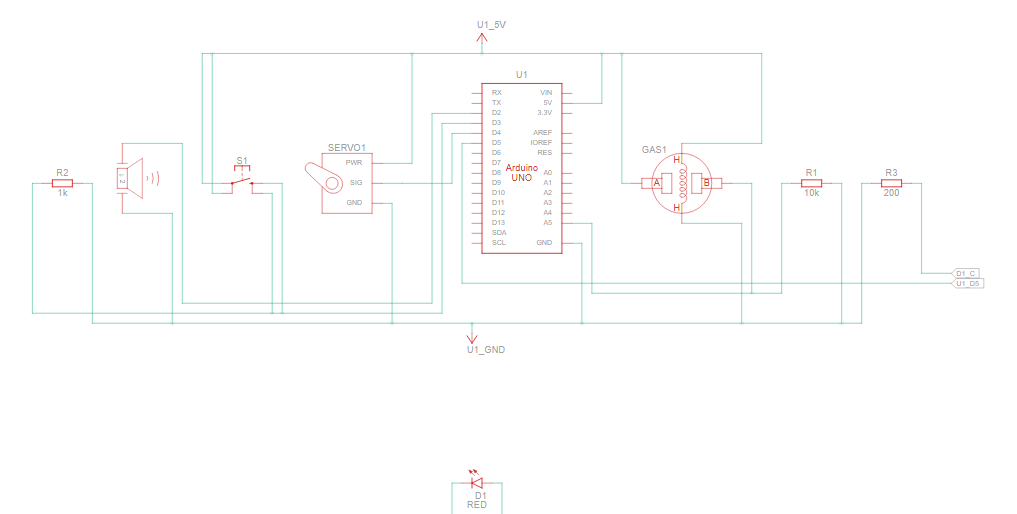 U1_5V
U1
RX
VIN
TX
5V
D2
3.3V
D3
D4
AREF
D5
IOREF
D6
RES
D7
D8
A0
D9
A1
D10
A2
D11
A3
D12
A4
D13
A5
SDA
SCL
GND
Arduino
UNO
R2
1k
1 2
S1
SERVO1
PWR
SIG
GND
GAS1
H
A
B
H
R1
10k
R3
200
D1_C
U1_D5
U1_GND
D1
RED